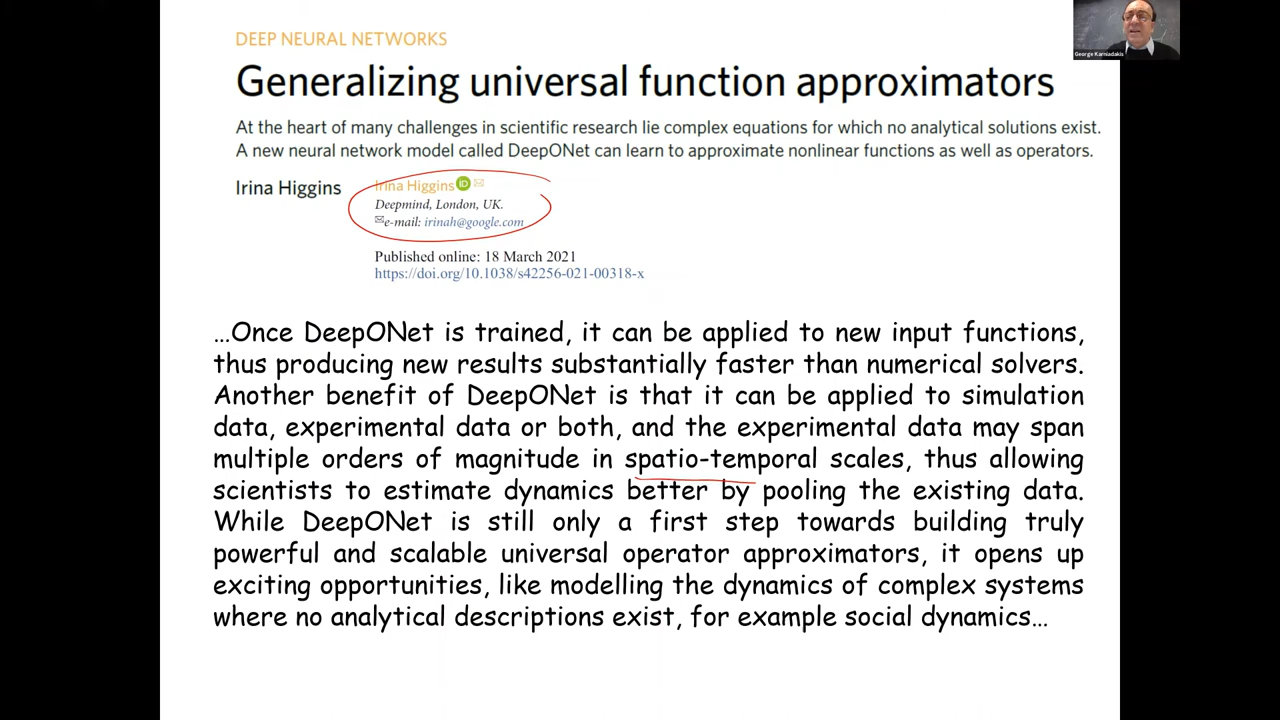 DEEP NEURAL NETWORKS
George Karniadakis
Generalizing universal function approximators
At the heart of many challenges in scientific research lie complex equations for which no analytical solutions exist.
A new neural network model called DeepONet can learn to approximate nonlinear functions as well as operators.
Irina Higgins
Irina Higgins iD ✉
Deepmind, London, UK.
✉e-mail: irinah@google.com
Published online: 18 March 2021
https://doi.org/10.1038/s42256-021-00318-x
…Once DeepONet is trained, it can be applied to new input functions,
thus producing new results substantially faster than numerical solvers.
Another benefit of DeepONet is that it can be applied to simulation
data, experimental data or both, and the experimental data may span
multiple orders of magnitude in spatio-temporal scales, thus allowing
scientists to estimate dynamics better by pooling the existing data.
While DeepONet is still only a first step towards building truly
powerful and scalable universal operator approximators, it opens up
exciting opportunities, like modelling the dynamics of complex systems
where no analytical descriptions exist, for example social dynamics…